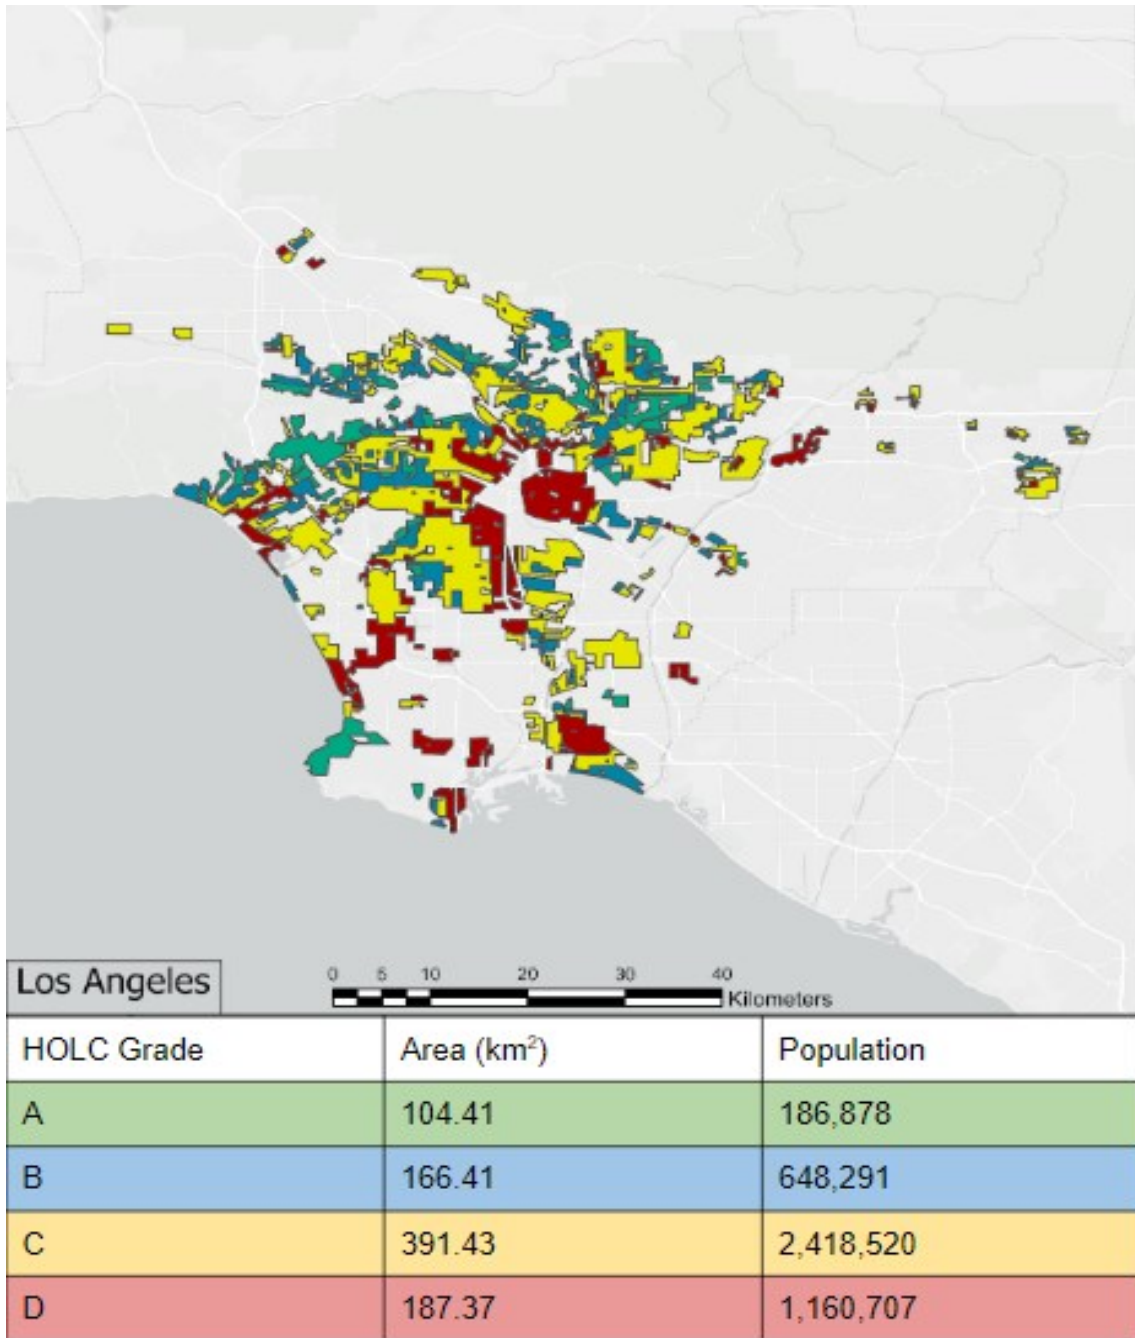 Los Angeles
0 5 10 20 30 40
Kilometers
HOLC Grade Area (km²) Population
A 104.41 186,878
B 166.41 648,291
C 391.43 2,418,520
D 187.37 1,160,707